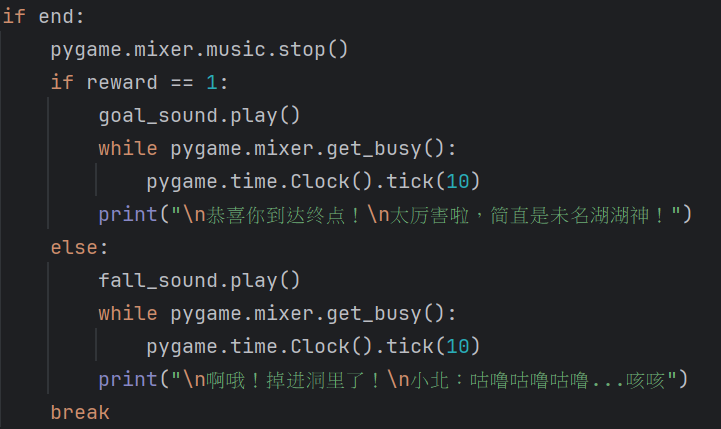 if end:
    pygame.mixer.music.stop()
    if reward == 1:
        goal_sound.play()
        while pygame.mixer.get_busy():
            pygame.time.Clock().tick(10)
        print("\n恭喜你到达终点！\n太厉害啦，简直是未名湖湖神！")
    else:
        fall_sound.play()
        while pygame.mixer.get_busy():
            pygame.time.Clock().tick(10)
        print("\n啊哦！掉进洞里了！\n小北：咕噜咕噜咕噜...咳咳")
    break